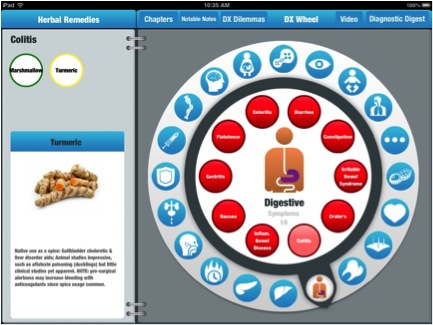 iPad
10:35 AM
100%
Herbal Remedies
Chapters
Notable Notes
DX Dilemmas
DX Wheel
Video
Diagnostic Digest
Colitis
Marshmallow
Turmeric
Turmeric
Native use as a spice: Gallbladder choleretic &
liver disorder aids; Animal studies impressive,
such as aflatoxin poisoning (ducklings) but little
clinical studies yet apparent. NOTE: pre-surgical
alertness may increase bleeding with
anticoagulants since spice usage common.
Enteritis
Diarrhea
Flatulence
Constipation
Gastritis
Irritable
Bowel
Syndrome
Nausea
Crohn's
Inflam.
Bowel
Disease
Colitis
Digestive
Symptoms
10